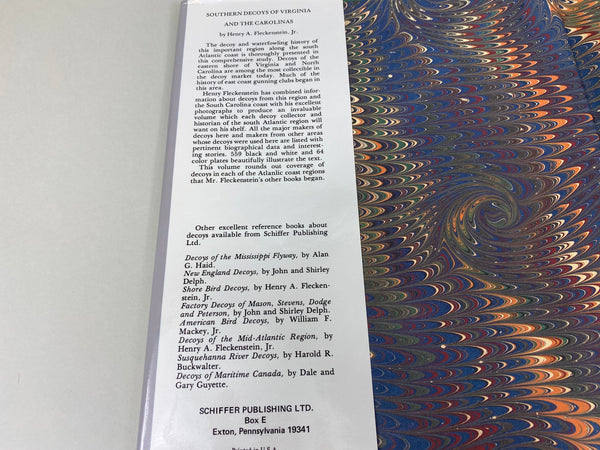 SOUTHERN DECOYS OF VIRGINIA
AND THE CAROLINAS
by Henry A. Fleckenstein, Jr.
The decoy and waterfowling history of
this important region along the south
Atlantic coast is thoroughly presented in
this comprehensive study. Decoys of the
eastern shore of Virginia and North
Carolina are among the most collectible in
the decoy market today. Much of the
history of east coast gunning clubs began in
this area.
Henry Fleckenstein has combined infor-
mation about decoys from this region and
the South Carolina coast with his excellent
photographs to produce an invaluable
volume which each decoy collector and
historian of the south Atlantic region will
want on his shelf. All the major makers of
decoys here and makers from other areas
whose decoys were used here are listed with
pertinent biographical data and interest-
ing stories. 559 black and white and 64
color plates beautifully illustrate the text.
This volume rounds out coverage of
decoys in each of the Atlantic coast regions
that Mr. Fleckenstein's other books began.
Other excellent reference books about
decoys available from Schiffer Publishing
Ltd.
Decoys of the Mississippi Flyway, by Alan
G. Haid.
New England Decoys, by John and Shirley
Delph.
Shore Bird Decoys, by Henry A. Flecken-
stein, Jr.
Factory Decoys of Mason, Stevens, Dodge
and Peterson, by John and Shirley Delph.
American Bird Decoys, by William F.
Mackey, Jr.
Decoys of the Mid-Atlantic Region, by
Henry A. Fleckenstein, Jr.
Susquehanna River Decoys, by Harold R.
Buckwalter.
Decoys of Maritime Canada, by Dale and
Gary Guyette.
SCHIFFER PUBLISHING LTD.
Box E
Exton, Pennsylvania 19341
Printed in U.S.A.